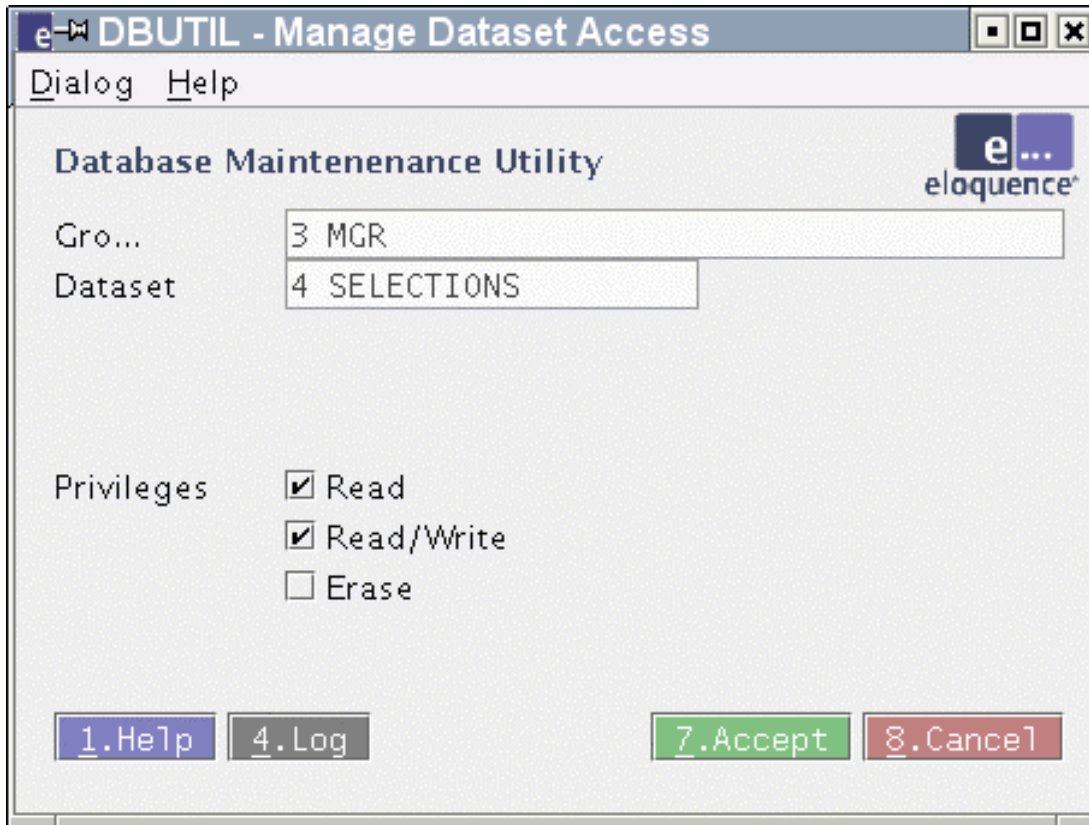 e DBUTIL - Manage Dataset Access
Dialog Help
Database Maintenenance Utility
e ...
eloquence
Gro... 3 MGR
Dataset 4 SELECTIONS
Privileges Read
Read/Write
Erase
1.Help 4.Log 7.Accept 8.Cancel